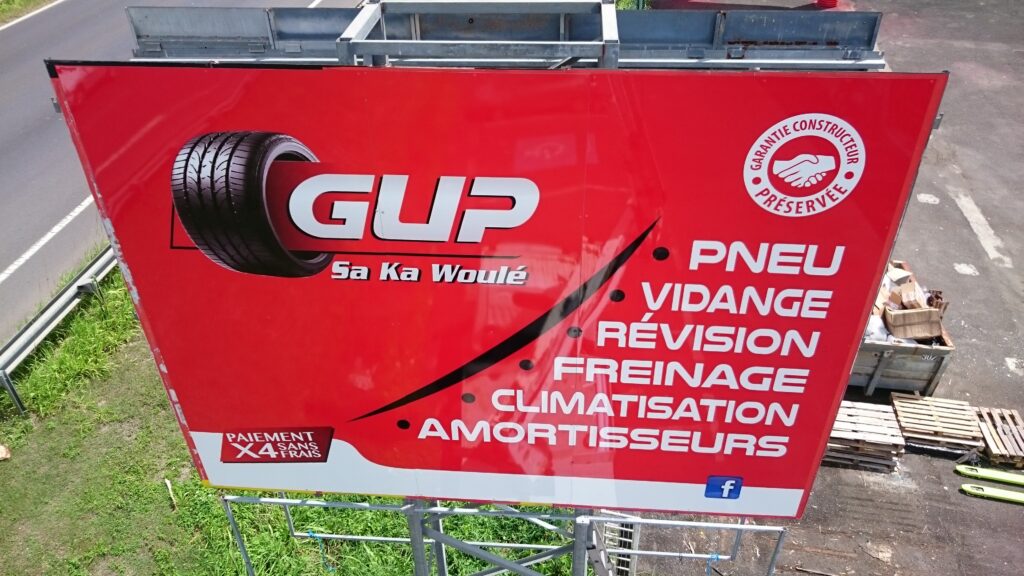 GUP
Sa Ka Woulé
GARANTIE CONSTRUCTEUR
PRÉSERVÉE
PNEU
VIDANGE
RÉVISION
FREINAGE
CLIMATISATION
AMORTISSEURS
PAIEMENT
X4 SANS FRAIS
f